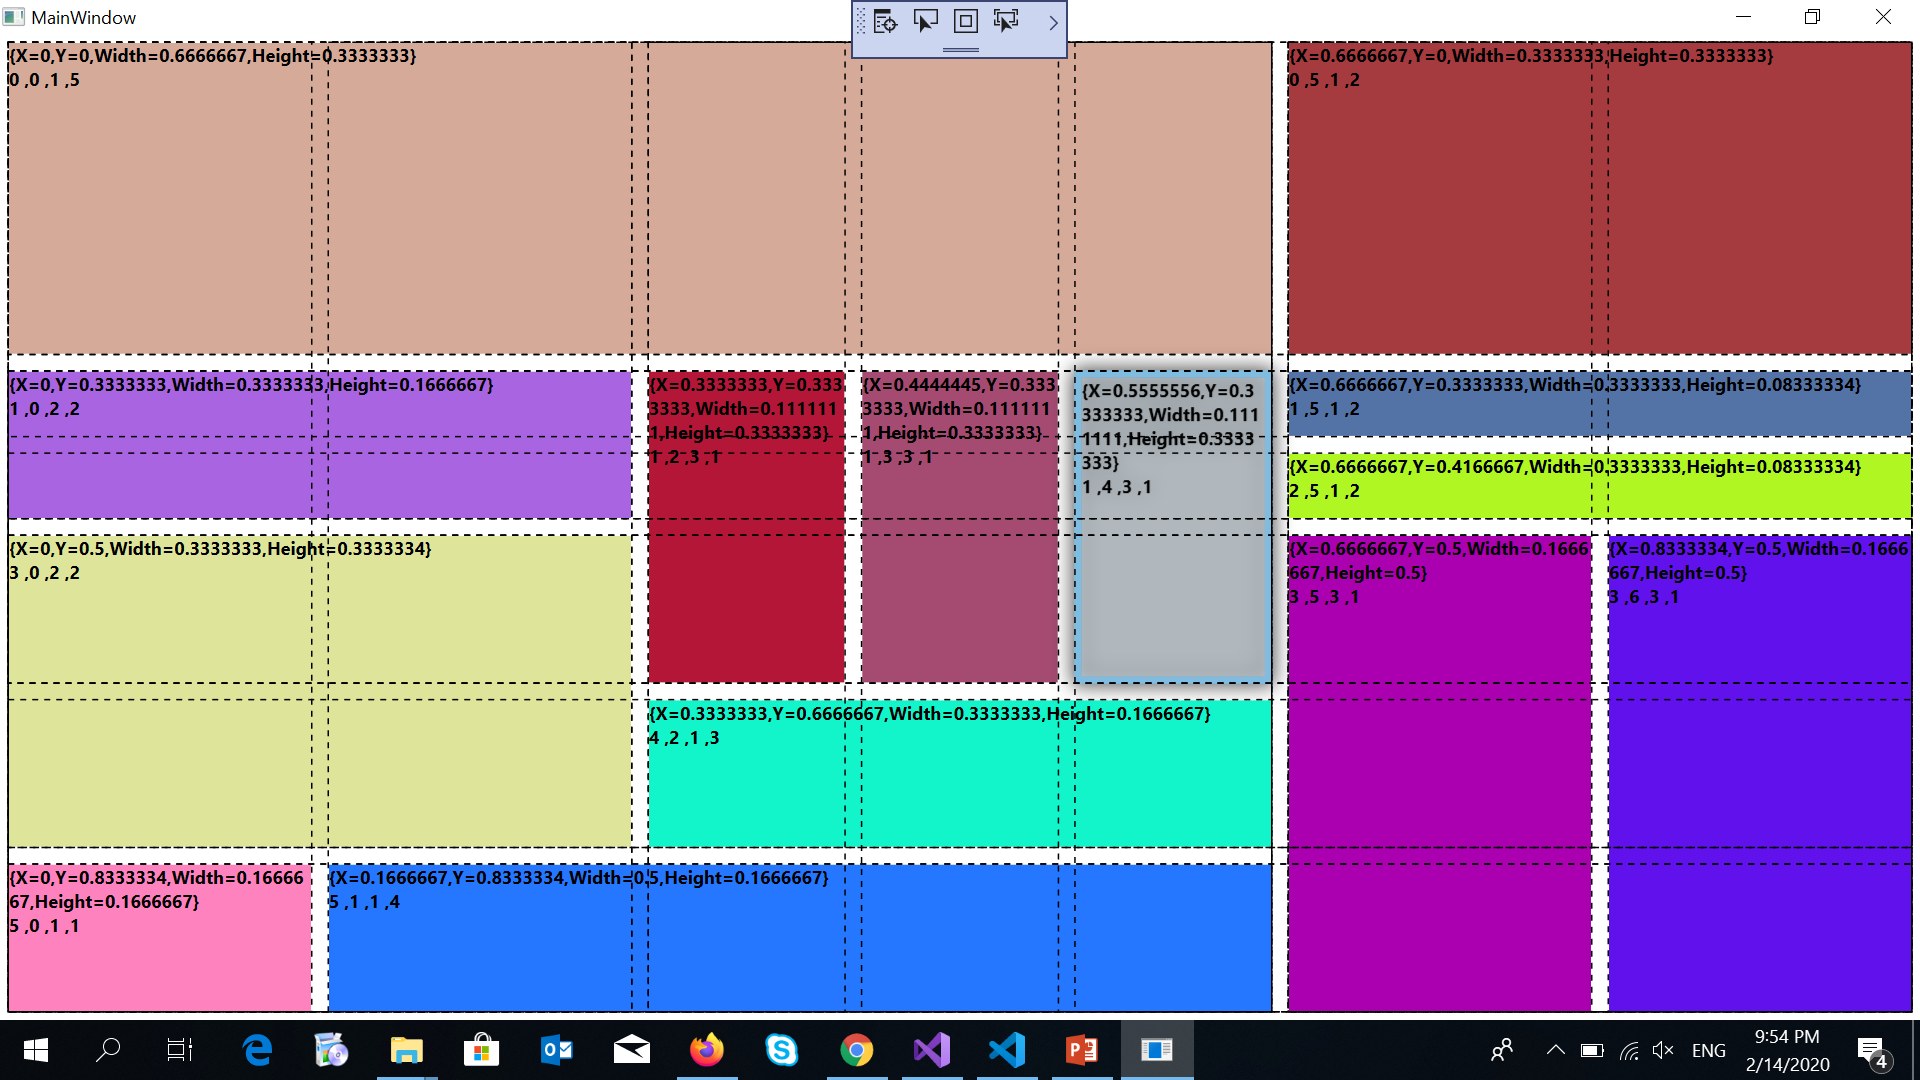 MainWindow
{X=0,Y=0,Width=0.6666667,Height=0.3333333}
0 ,0 ,1 ,5
{X=0.6666667,Y=0,Width=0.3333333,Height=0.3333333}
0 ,5 ,1 ,2
{X=0,Y=0.3333333,Width=0.3333333,Height=0.1666667}
1 ,0 ,2 ,2
{X=0.3333333,Y=0.333
3333,Width=0.111111
1,Height=0.3333333}
1 ,2 ,3 ,1
{X=0.4444445,Y=0.333
3333,Width=0.111111
1,Height=0.3333333}
1 ,3 ,3 ,1
{X=0.5555556,Y=0.3
333333,Width=0.111
1111,Height=0.3333
333}
1 ,4 ,3 ,1
{X=0.6666667,Y=0.3333333,Width=0.3333333,Height=0.08333334}
1 ,5 ,1 ,2
{X=0.6666667,Y=0.4166667,Width=0.3333333,Height=0.08333334}
2 ,5 ,1 ,2
{X=0,Y=0.5,Width=0.3333333,Height=0.3333334}
3 ,0 ,2 ,2
{X=0.6666667,Y=0.5,Width=0.1666
667,Height=0.5}
3 ,5 ,3 ,1
{X=0.8333334,Y=0.5,Width=0.1666
667,Height=0.5}
3 ,6 ,3 ,1
{X=0.3333333,Y=0.6666667,Width=0.3333333,Height=0.1666667}
4 ,2 ,1 ,3
{X=0,Y=0.8333334,Width=0.16666
67,Height=0.1666667}
5 ,0 ,1 ,1
{X=0.1666667,Y=0.8333334,Width=0.5,Height=0.1666667}
5 ,1 ,1 ,4
ENG
9:54 PM
2/14/2020
4